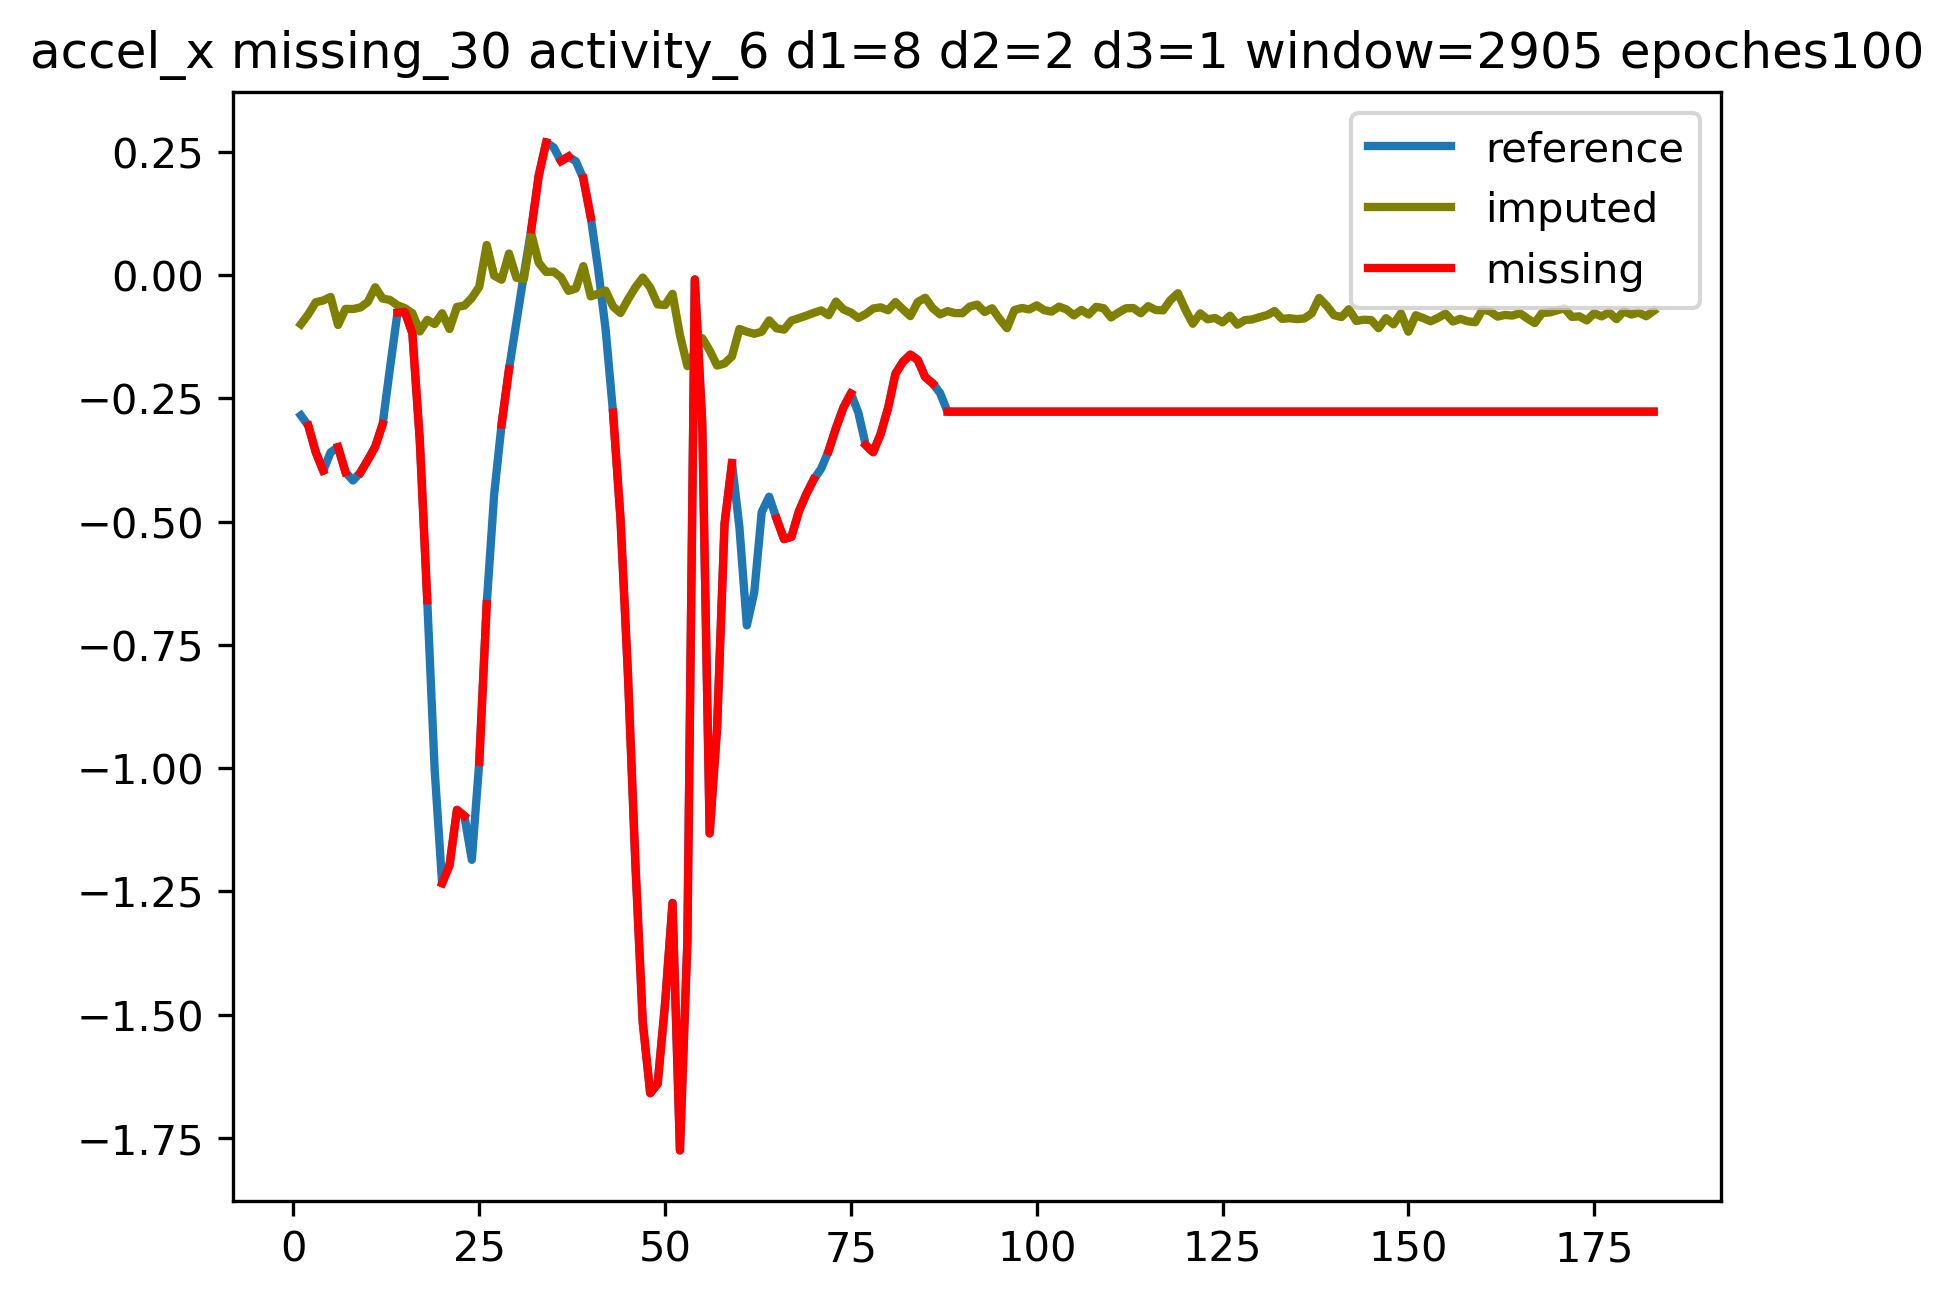 accel_x missing_30 activity_6 d1=8 d2=2 d3=1 window=2905 epoches100
reference
imputed
missing
0.25
0.00
−0.25
−0.50
−0.75
−1.00
−1.25
−1.50
−1.75
0 25 50 75 100 125 150 175